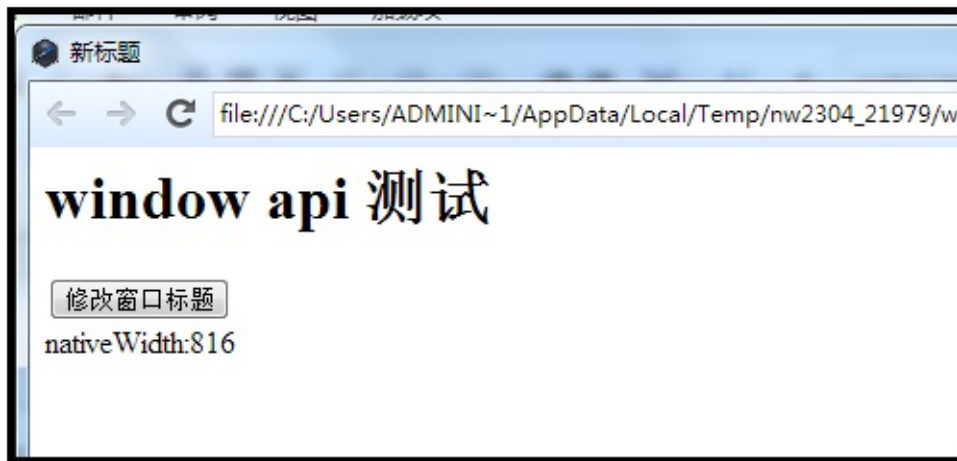 新标题
file:///C:/Users/ADMINI~1/AppData/Local/Temp/nw2304_21979/w
window api 测试
修改窗口标题
nativeWidth:816